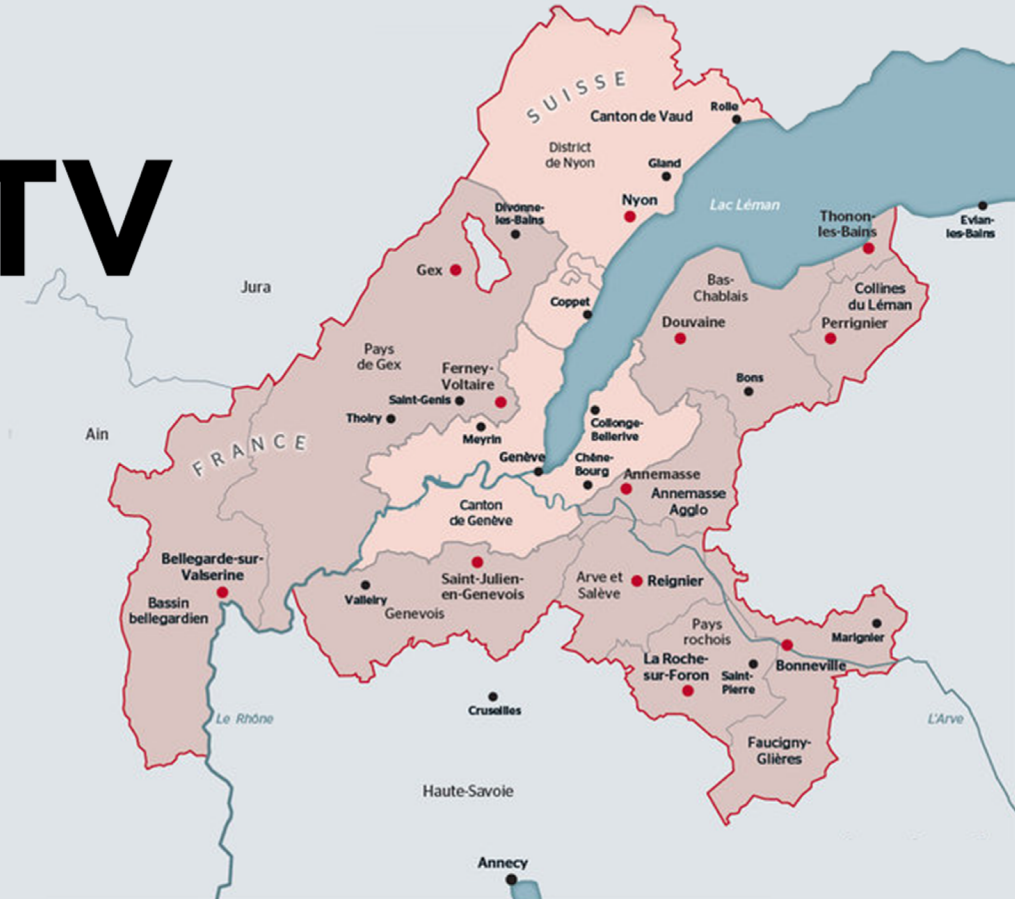 TV
SUISSE
Canton de Vaud
Rolle
District
de Nyon
Gland
Nyon
Lac Léman
Divonne-
les-Bains
Thonon-
les-Bains
Evian-
les-Bains
Gex
Jura
Coppet
Bas-
Chablais
Collines
du Léman
Douvaine
Perrignier
Pays
de Gex
Ferney-
Voltaire
Saint-Genis
Thoiry
Bons
Meyrin
Collonge-
Bellerive
Ain
FRANCE
Genève
Chêne-
Bourg
Annemasse
Annemasse
Agglo
Canton
de Genève
Bellegarde-sur-
Valserine
Bassin
bellegardien
Valleiry
Saint-Julien-
en-Genevois
Genevois
Arve et
Salève
Reignier
Pays
rochois
Marignier
La Roche-
sur-Foron
Saint-
Pierre
Bonneville
Cruseilles
Le Rhône
L'Arve
Faucigny-
Glières
Haute-Savoie
Annecy